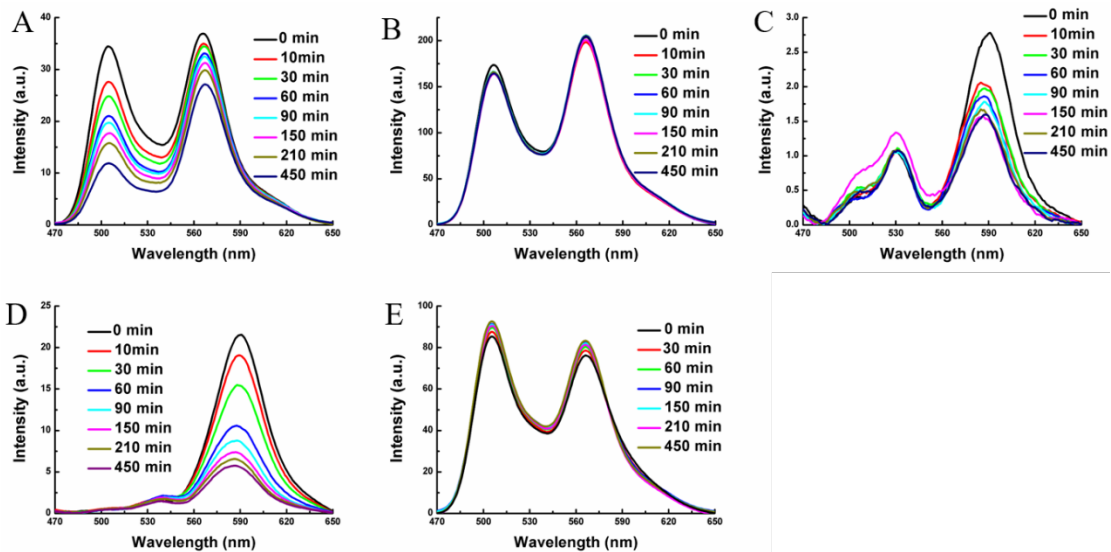 A
Intensity (a.u.)
40
30
20
10
0
470 500 530 560 590 620 650
Wavelength (nm)
0 min
10min
30 min
60 min
90 min
150 min
210 min
450 min
B
Intensity (a.u.)
200
150
100
50
0
470 500 530 560 590 620 650
Wavelength (nm)
0 min
10min
30 min
60 min
90 min
150 min
210 min
450 min
C
Intensity (a.u.)
3.0
2.5
2.0
1.5
1.0
0.5
0.0
470 500 530 560 590 620 650
Wavelength (nm)
0 min
10min
30 min
60 min
90 min
150 min
210 min
450 min
D
Intensity (a.u.)
25
20
15
10
5
0
470 500 530 560 590 620 650
Wavelength (nm)
0 min
10min
30 min
60 min
90 min
150 min
210 min
450 min
E
Intensity (a.u.)
100
80
60
40
20
0
470 500 530 560 590 620 650
Wavelength (nm)
0 min
30 min
60 min
90 min
150 min
210 min
450 min